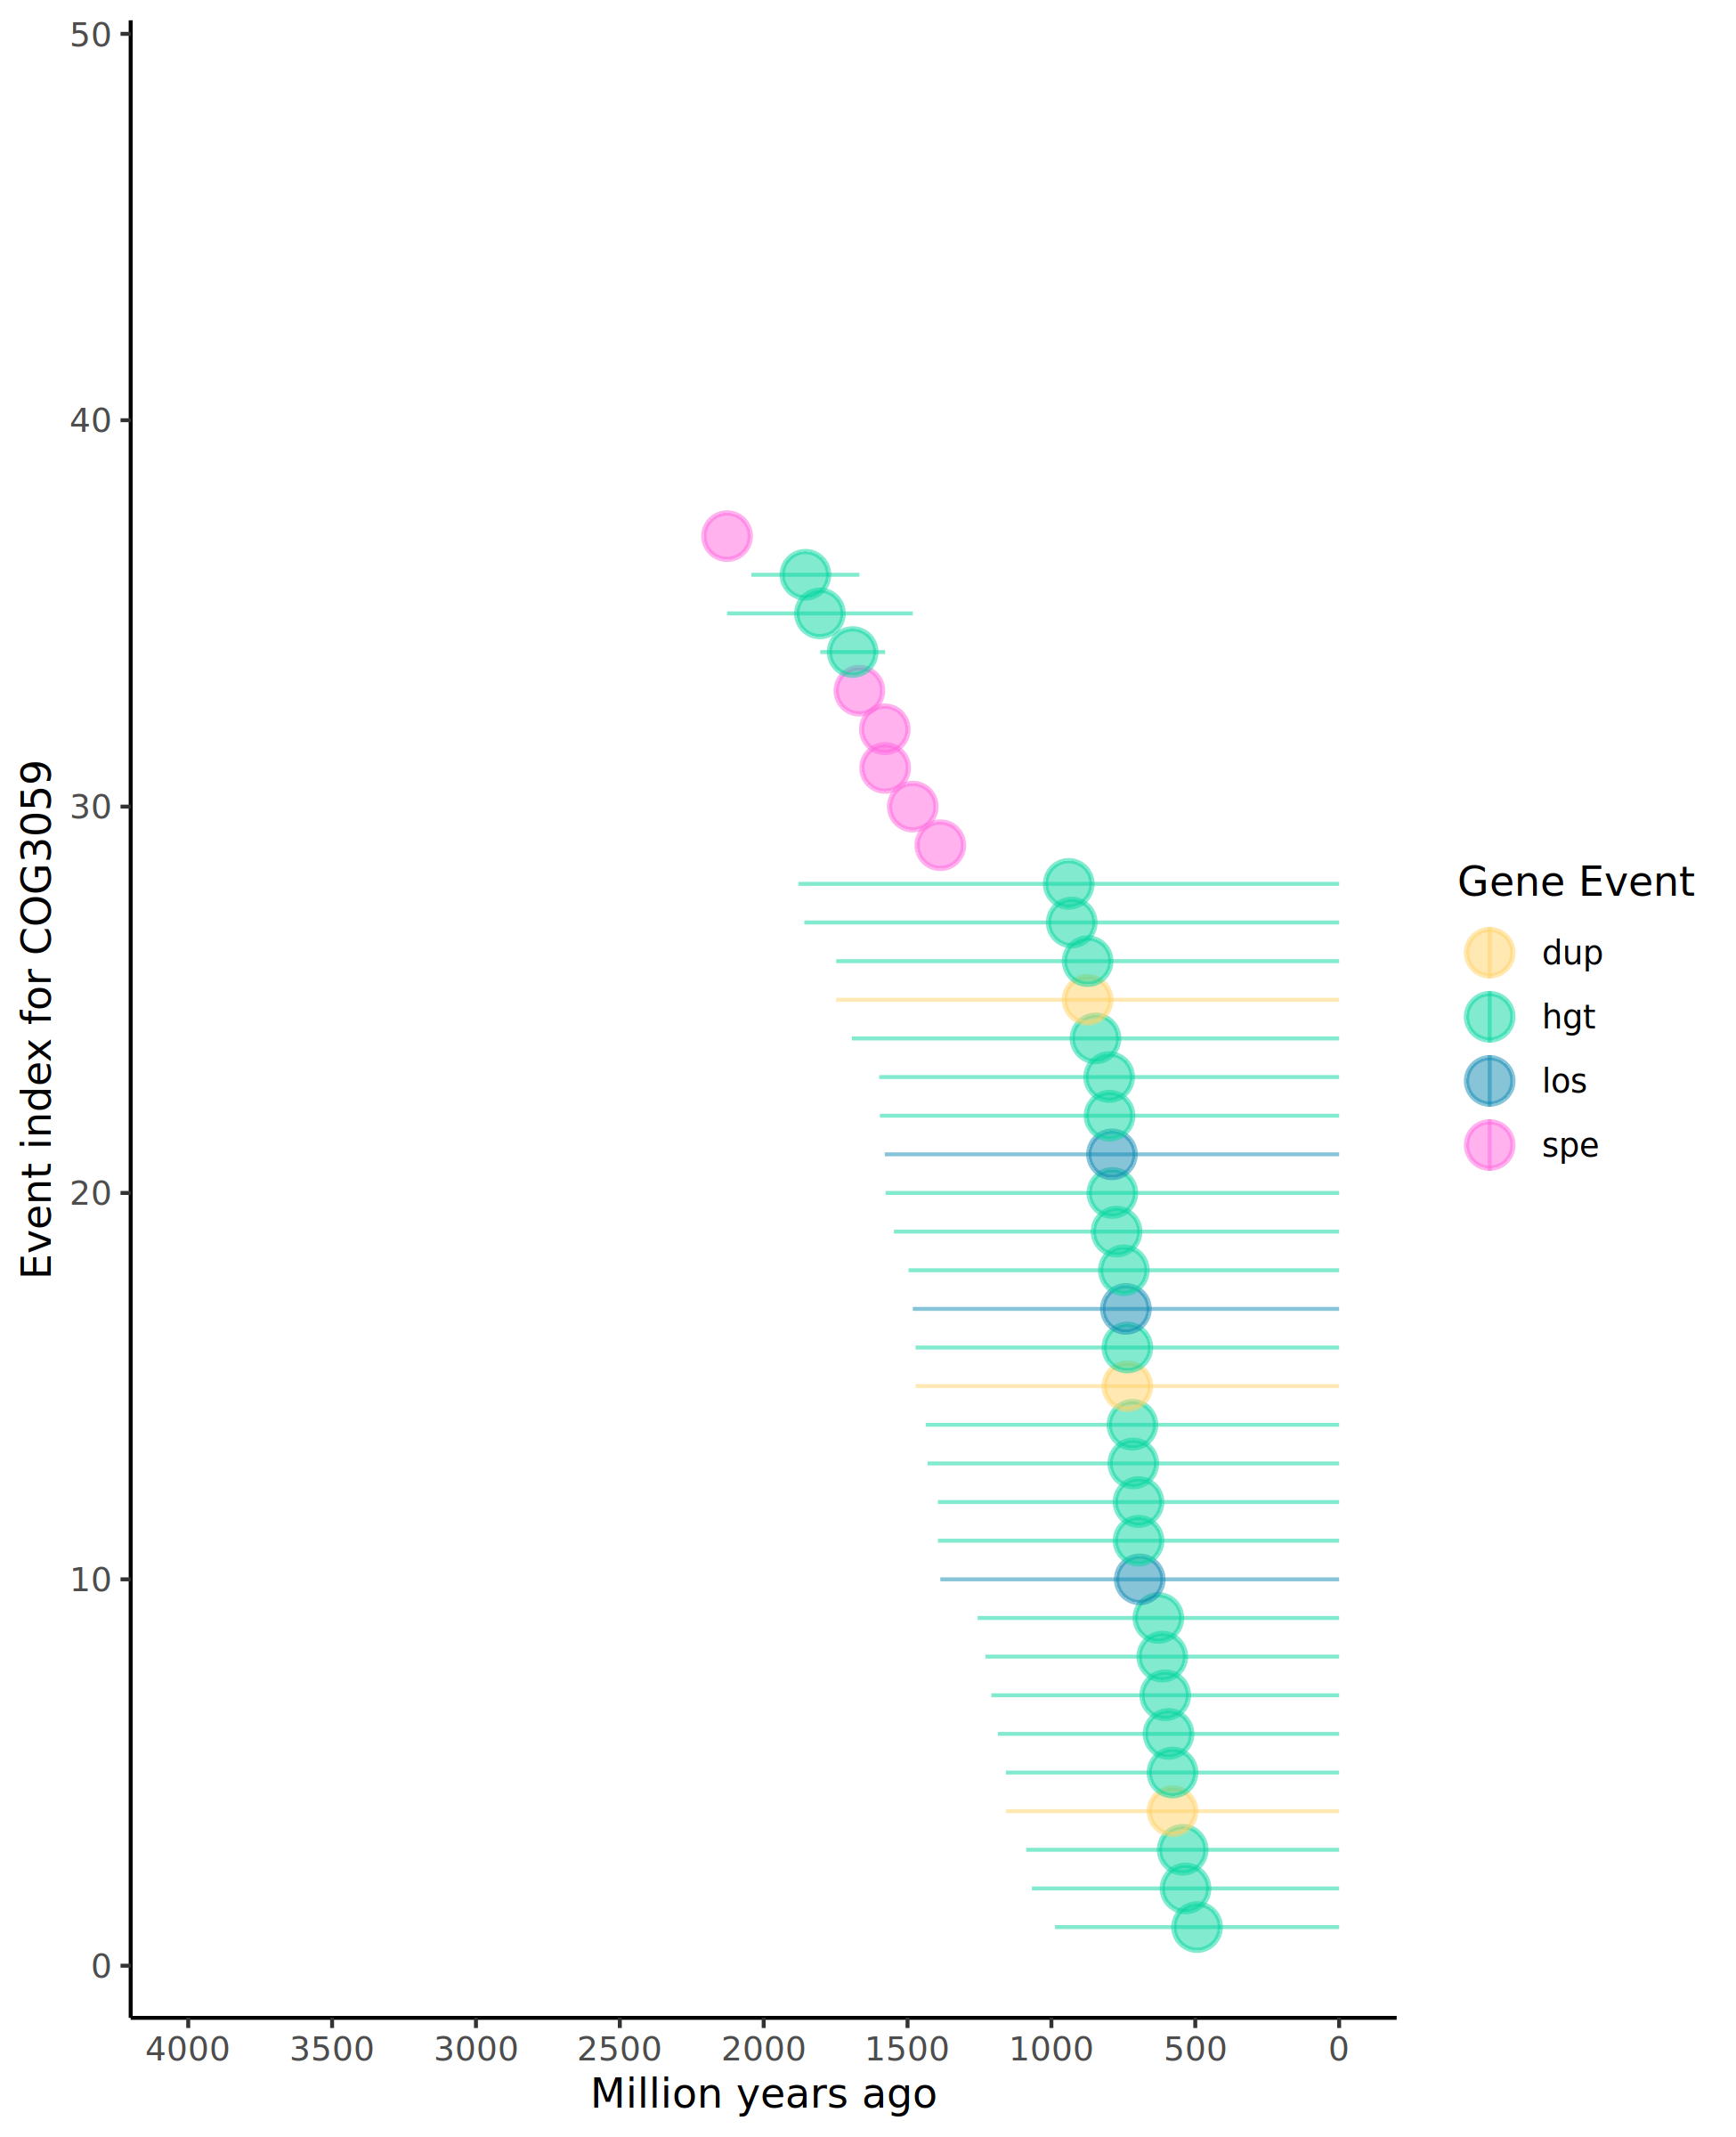 50
40
30
20
10
0
Event index for COG3059
4000 3500 3000 2500 2000 1500 1000 500 0
Million years ago
Gene Event
dup
hgt
los
spe